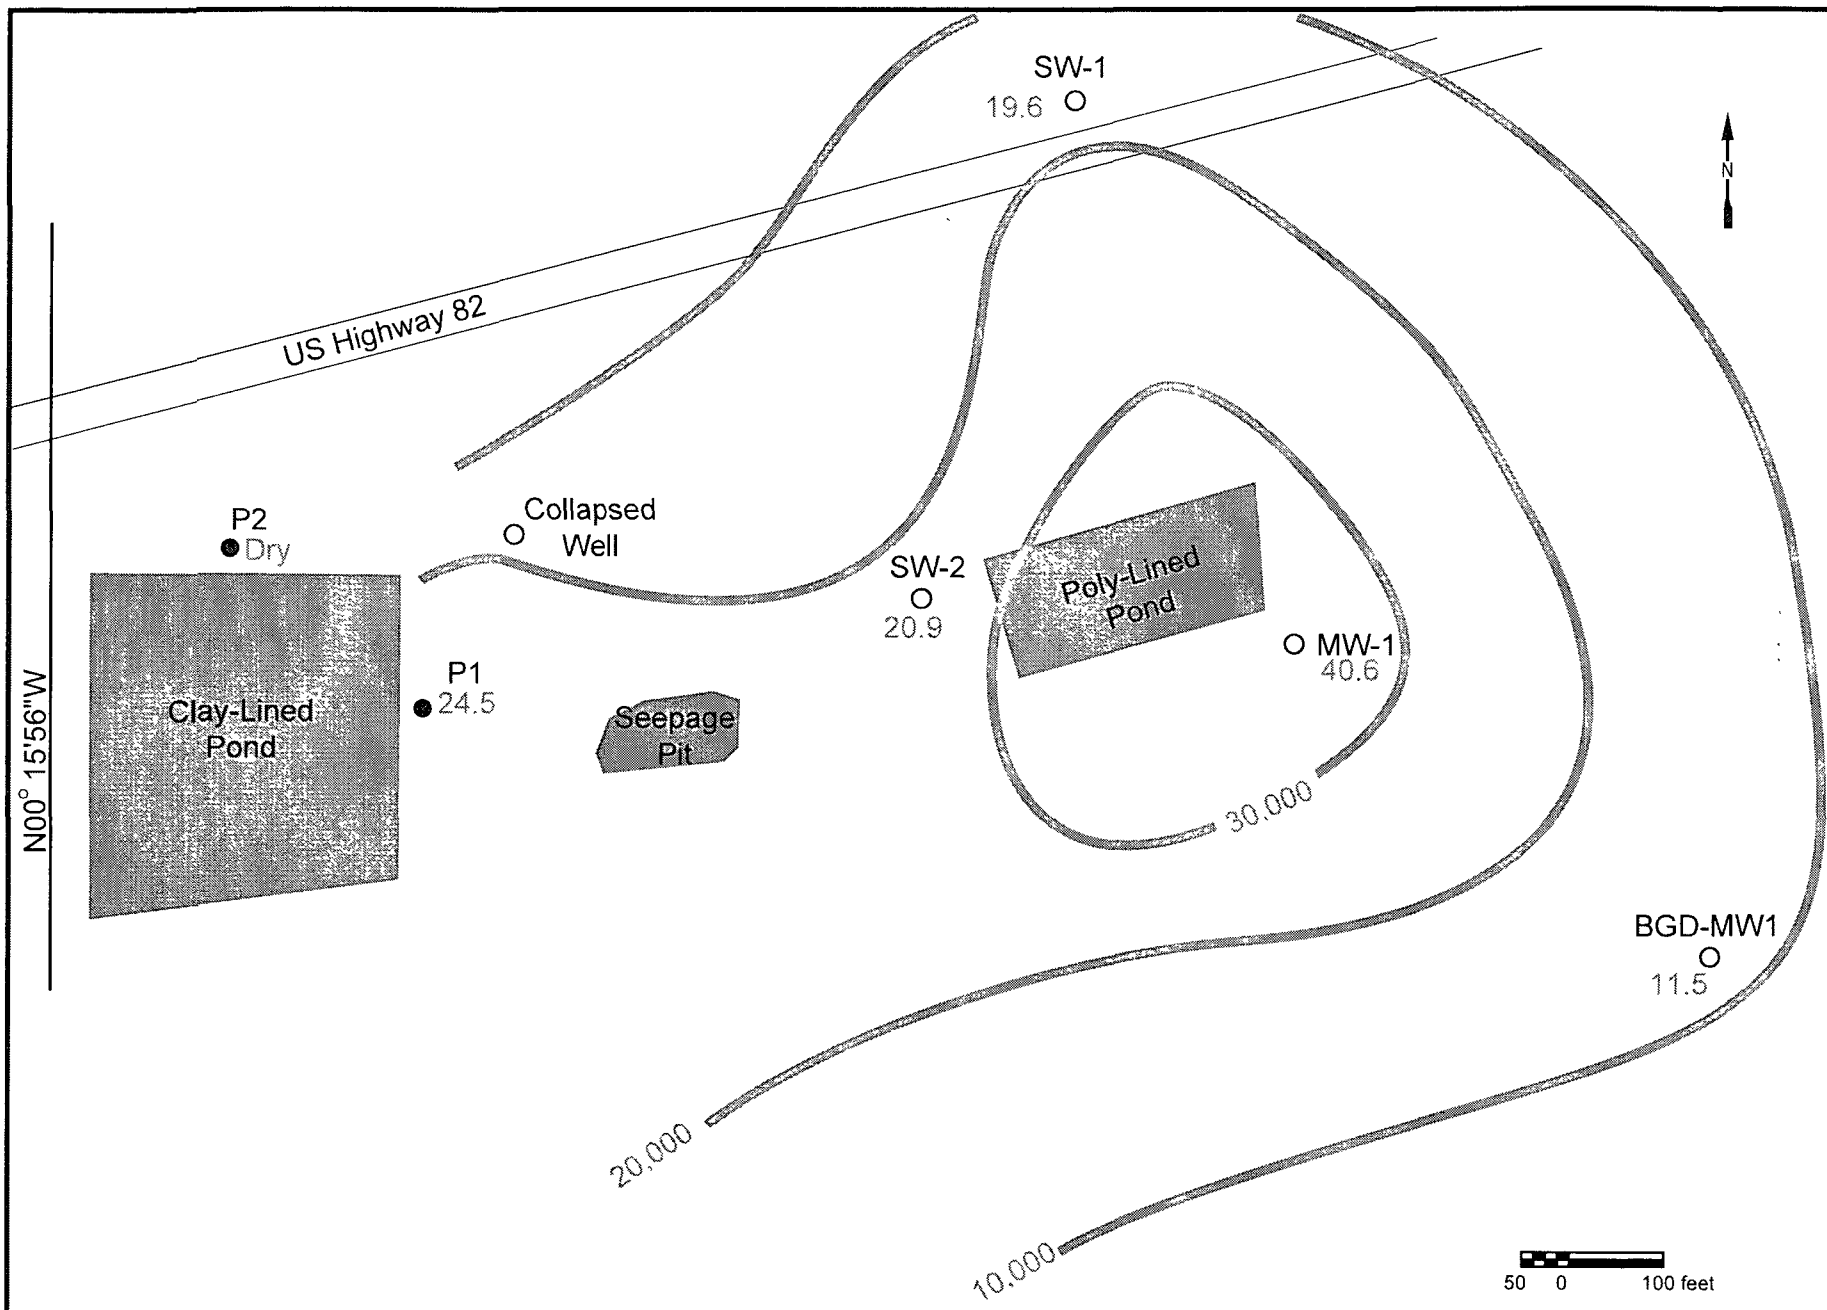 SW-1
19.6
N
US Highway 82
P2
Dry
Collapsed
Well
SW-2
20.9
Poly-Lined
Pond
MW-1
40.6
P1
24.5
Clay-Lined
Pond
Seepage
Pit
N00° 15'56"W
30,000
BGD-MW1
11.5
20,000
10,000
50 0 100 feet